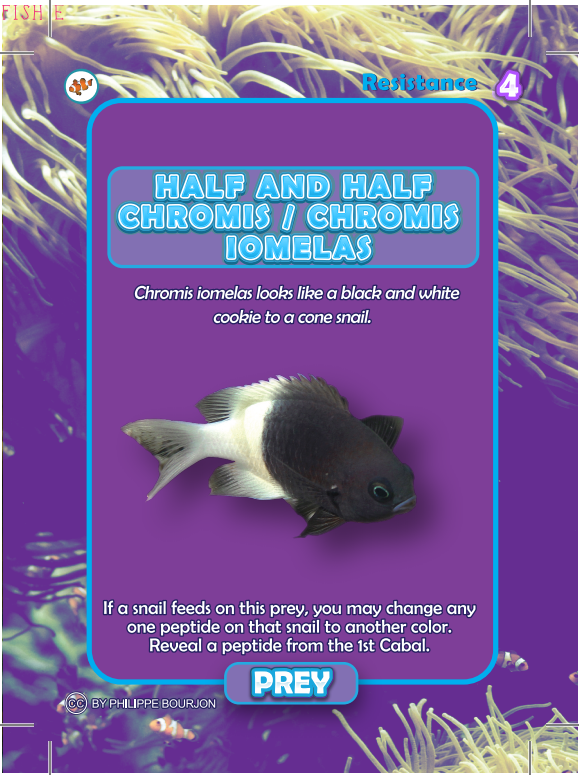 FISH E
Resistance 4
HALF AND HALF
CHROMIS / CHROMIS
IOMELAS
Chromis iomelas looks like a black and white
cookie to a cone snail.
If a snail feeds on this prey, you may change any
one peptide on that snail to another color.
Reveal a peptide from the 1st Cabal.
PREY
CC BY PHILIPPE BOURJON